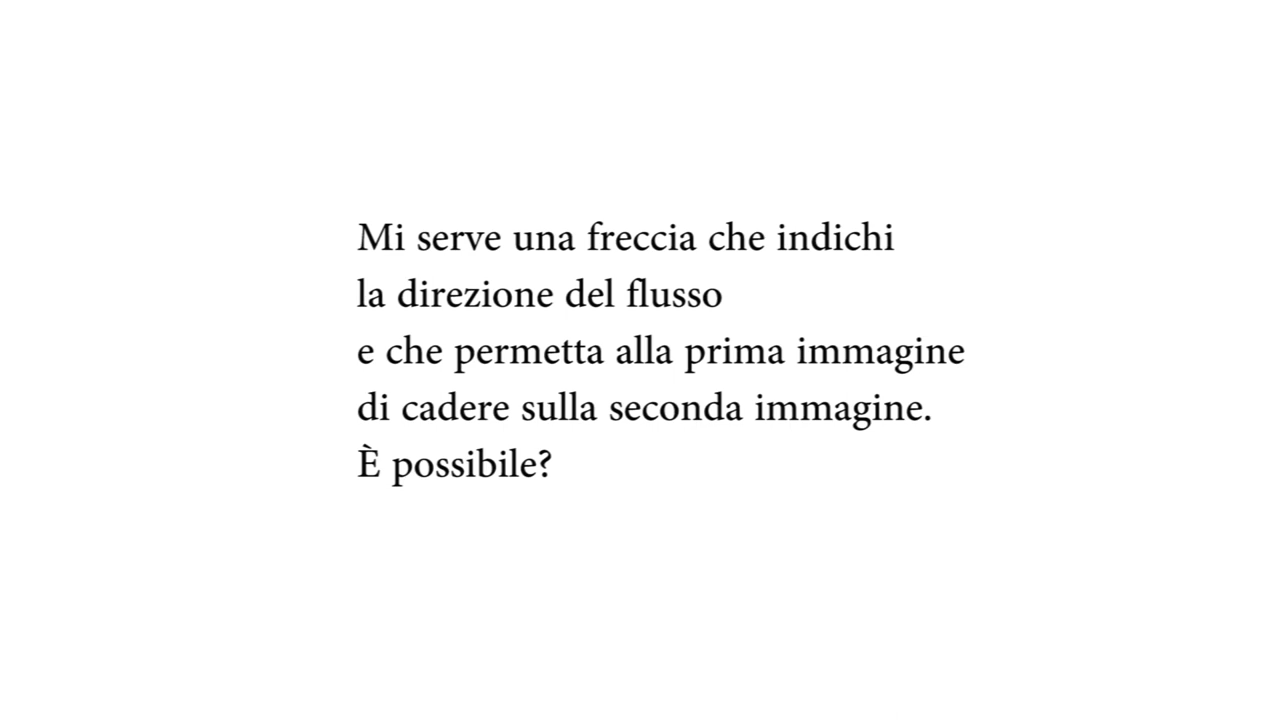 Mi serve una freccia che indichi
la direzione del flusso
e che permetta alla prima immagine
di cadere sulla seconda immagine.
È possibile?